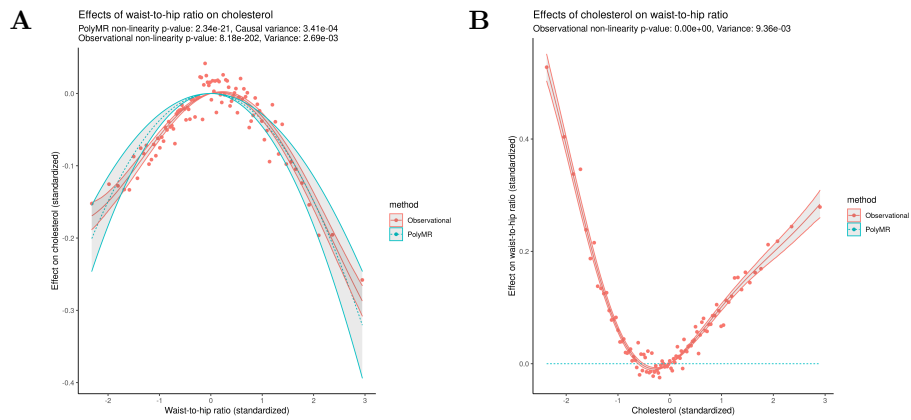 A
Effects of waist-to-hip ratio on cholesterol
PolyMR non-linearity p-value: 2.34e-21, Causal variance: 3.41e-04
Observational non-linearity p-value: 8.18e-202, Variance: 2.69e-03
Effect on cholesterol (standardized)
0.0
-0.1
-0.2
-0.3
-0.4
-2
-1
0
1
2
3
Waist-to-hip ratio (standardized)
method
Observational
PolyMR
B
Effects of cholesterol on waist-to-hip ratio
Observational non-linearity p-value: 0.00e+00, Variance: 9.36e-03
Effect on waist-to-hip ratio (standardized)
0.4
0.2
0.0
-2
-1
0
1
2
3
Cholesterol (standardized)
method
Observational
PolyMR